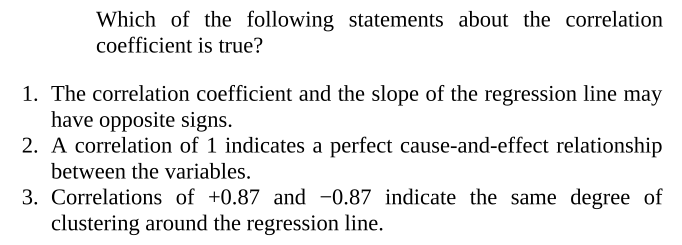 Which of the following statements about the correlation
coefficient is true?
1. The correlation coefficient and the slope of the regression line may
have opposite signs.
2. A correlation of 1 indicates a perfect cause-and-effect relationship
between the variables.
3. Correlations of +0.87 and −0.87 indicate the same degree of
clustering around the regression line.